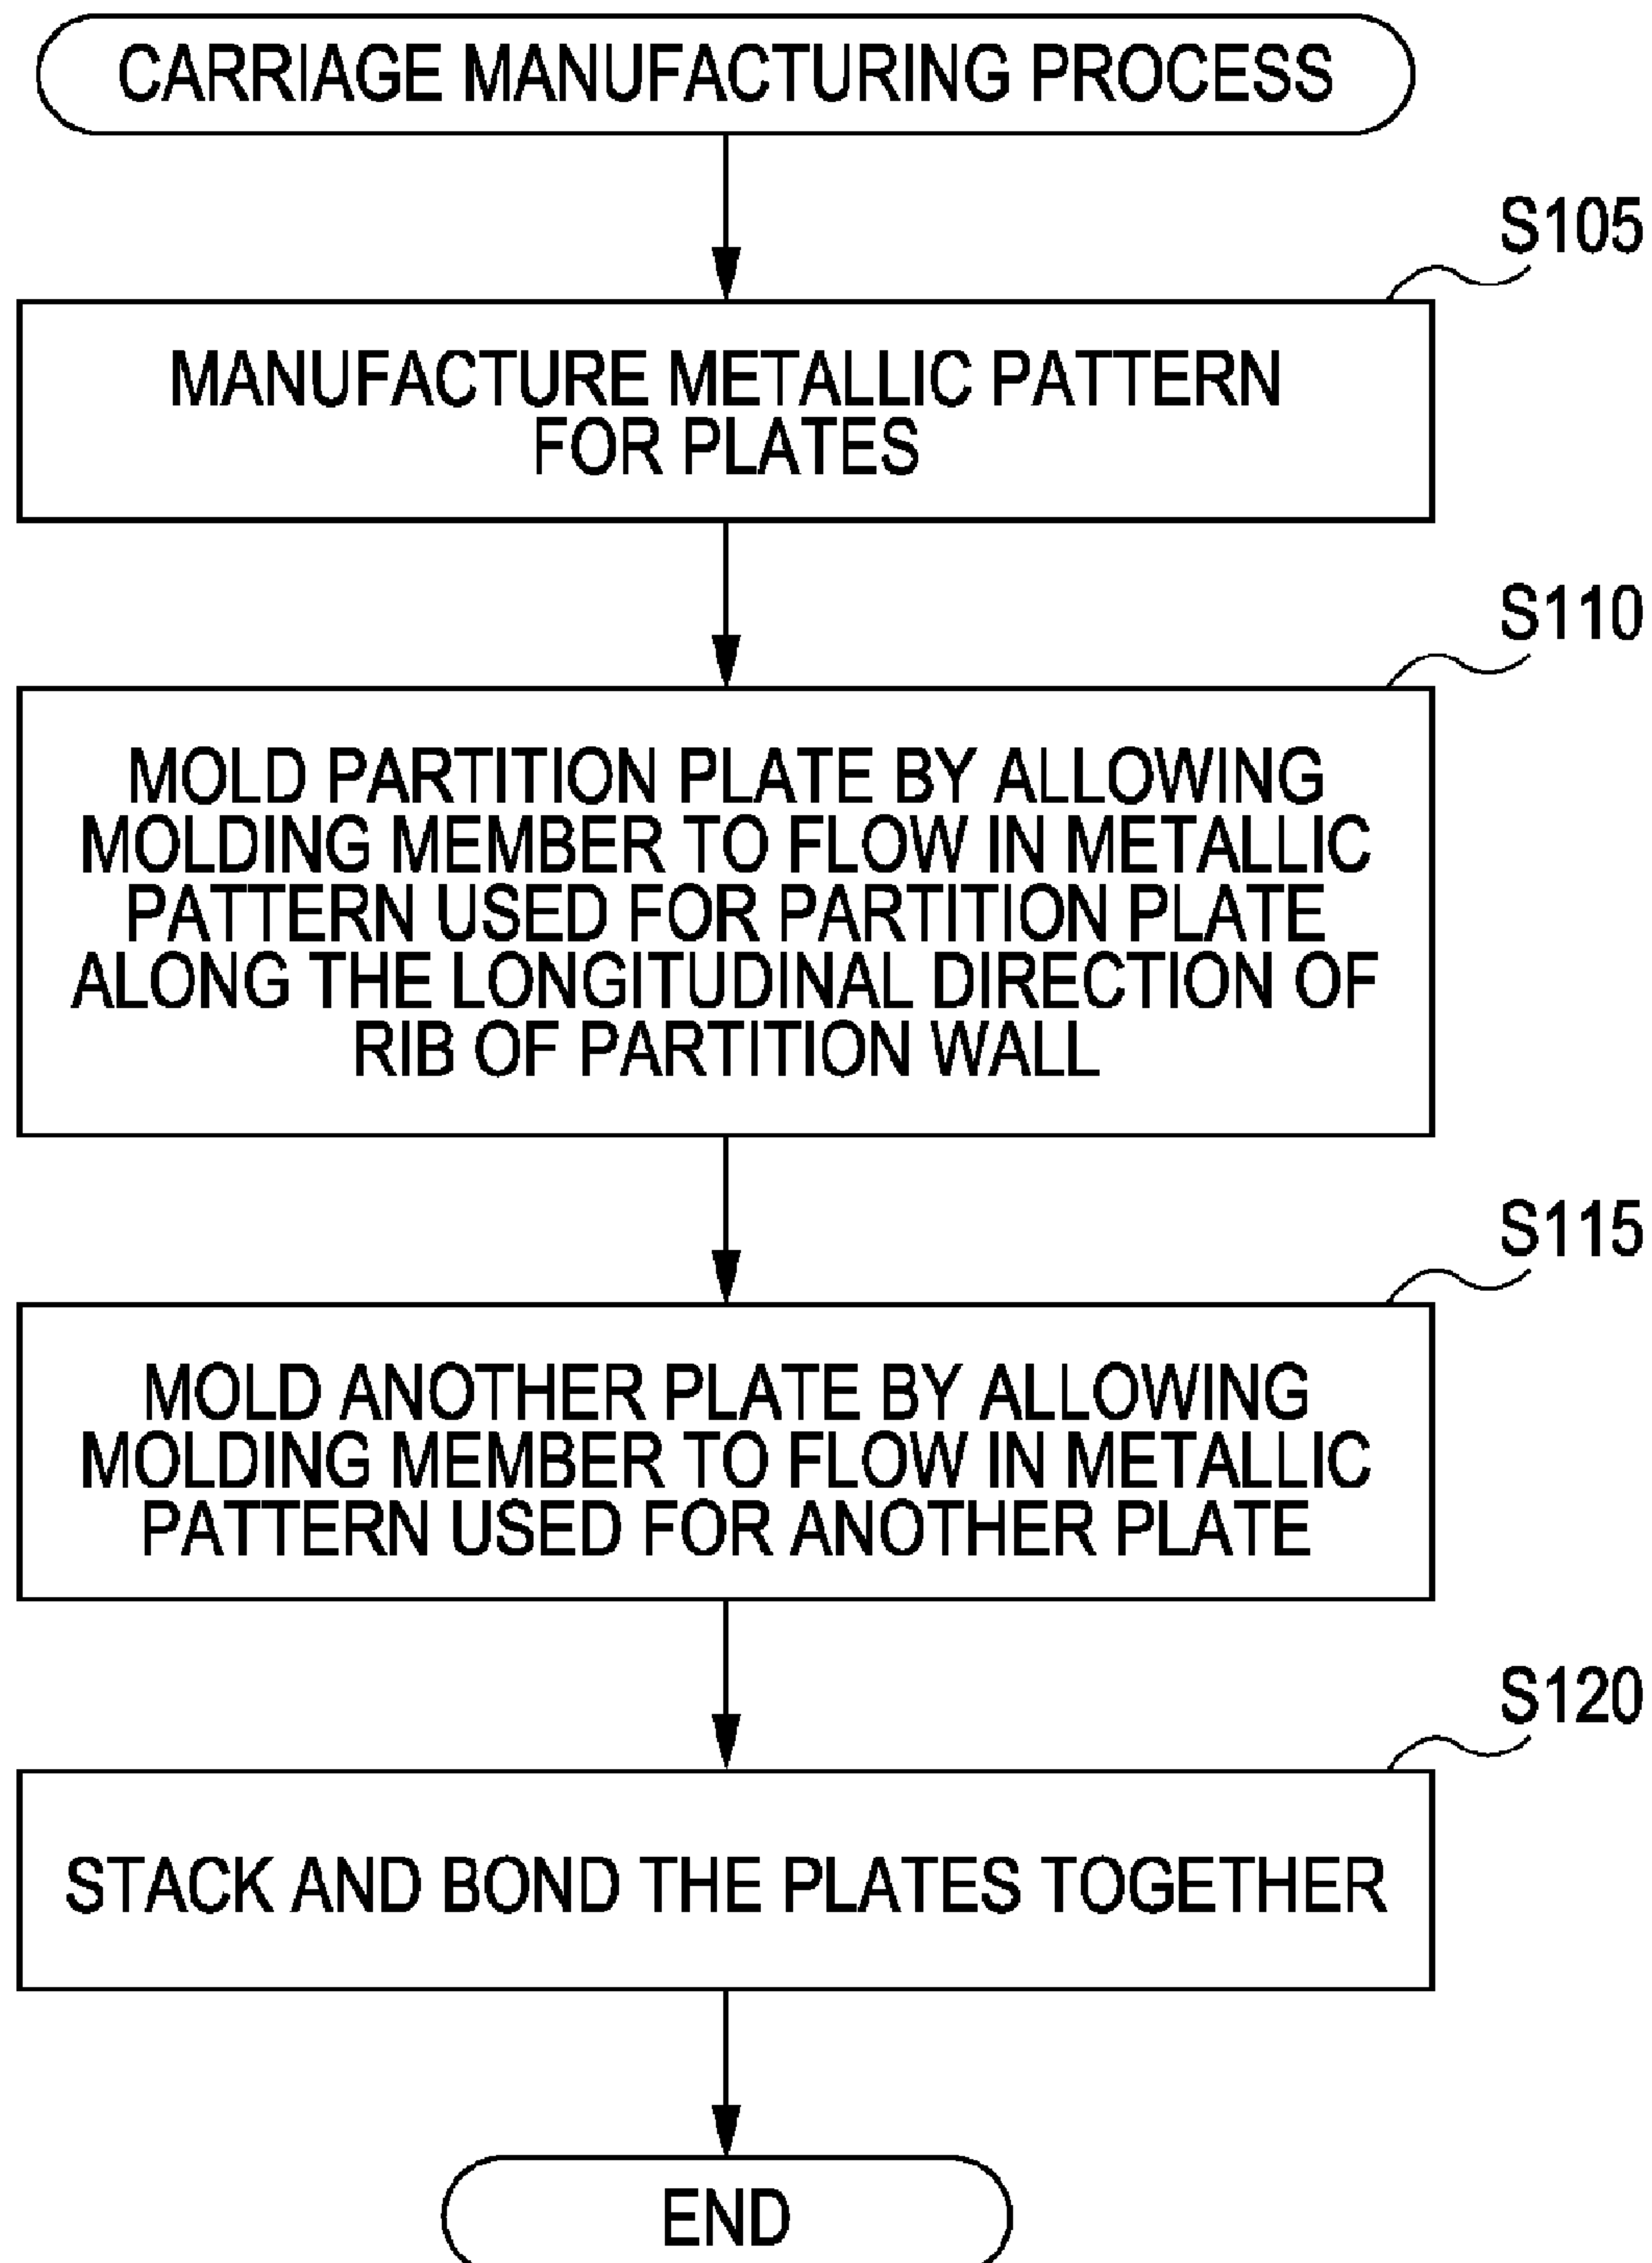 CARRIAGE MANUFACTURING PROCESS
S105
MANUFACTURE METALLIC PATTERN
FOR PLATES
S110
MOLD PARTITION PLATE BY ALLOWING
MOLDING MEMBER TO FLOW IN METALLIC
PATTERN USED FOR PARTITION PLATE
ALONG THE LONGITUDINAL DIRECTION OF
RIB OF PARTITION WALL
S115
MOLD ANOTHER PLATE BY ALLOWING
MOLDING MEMBER TO FLOW IN METALLIC
PATTERN USED FOR ANOTHER PLATE
S120
STACK AND BOND THE PLATES TOGETHER
END